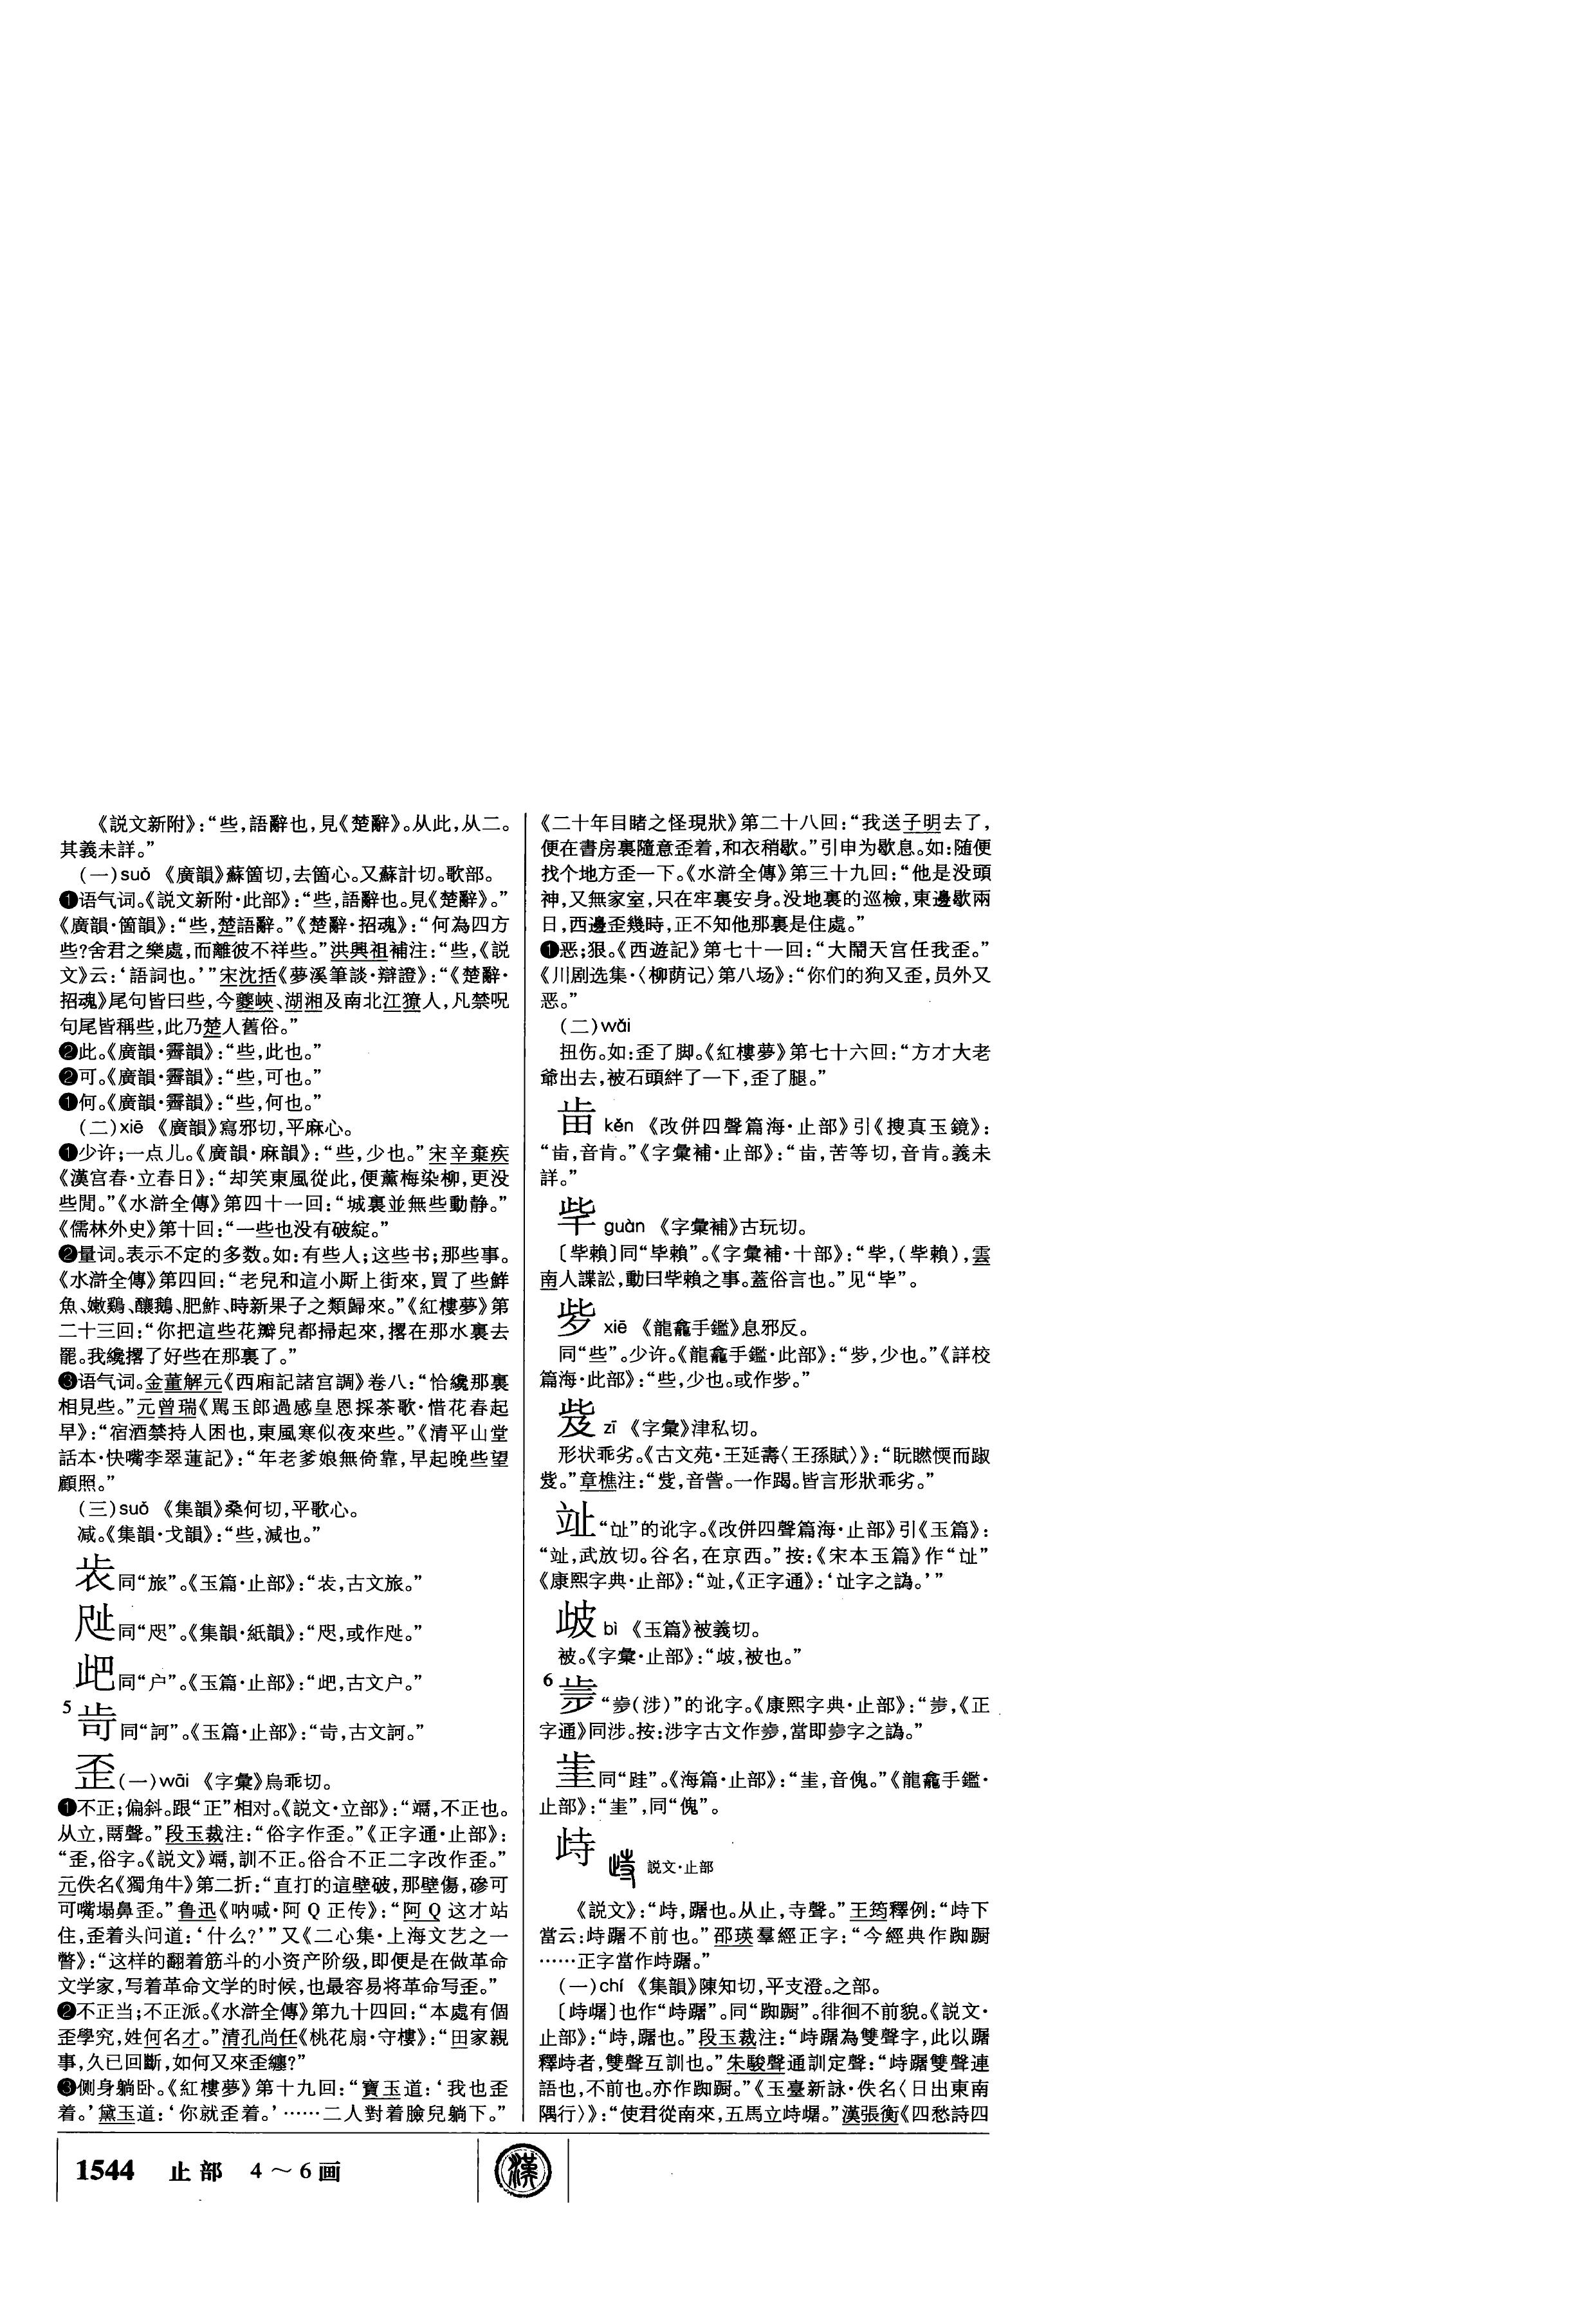 《説文新附》：“些，語辭也，見《楚辭》。从此，从二。
其義未詳。”
（一）suǒ 《廣韻》蘇箇切，去箇心。又蘇計切。歌部。
❶语气词。《説文新附·此部》：“些，語辭也。見《楚辭》。”
《廣韻·箇韻》：“些，楚語辭。”《楚辭·招魂》：“何為四方
些？舍君之樂處，而離彼不祥些。”洪興祖補注：“些，《説
文》云：‘語詞也。’”宋沈括《夢溪筆談·辯證》：“《楚辭·
招魂》尾句皆曰些，今夔峽、湖湘及南北江獠人，凡禁呪
句尾皆稱些，此乃楚人舊俗。”
❷此。《廣韻·霽韻》：“些，此也。”
❷可。《廣韻·霽韻》：“些，可也。”
❶何。《廣韻·霽韻》：“些，何也。”
（二）xiē 《廣韻》寫邪切，平麻心。
❶少许；一点儿。《廣韻·麻韻》：“些，少也。”宋辛棄疾
《漢宫春·立春日》：“却笑東風從此，便薰梅染柳，更没
些閒。”《水滸全傳》第四十一回：“城裏並無些動静。”
《儒林外史》第十回：“一些也没有破綻。”
❷量词。表示不定的多数。如：有些人；这些书；那些事。
《水滸全傳》第四回：“老兒和這小厮上街來，買了些鮮
魚、嫩鷄、釀鵝、肥鮓、時新果子之類歸來。”《紅樓夢》第
二十三回：“你把這些花瓣兒都掃起來，撂在那水裏去
罷。我纔撂了好些在那裏了。”
❸语气词。金董解元《西廂記諸宫調》卷八：“恰纔那裏
相見些。”元曾瑞《駡玉郎過感皇恩採茶歌·惜花春起
早》：“宿酒禁持人困也，東風寒似夜來些。”《清平山堂
話本·快嘴李翠蓮記》：“年老爹娘無倚靠，早起晚些望
顧照。”
（三）suǒ 《集韻》桑何切，平歌心。
减。《集韻·戈韻》：“些，減也。”
同“旅”。《玉篇·止部》：“，古文旅。”
同“咫”。《集韻·紙韻》：“咫，或作。”
同“户”。《玉篇·止部》：“，古文户。”
5
同“訶”。《玉篇·止部》：“，古文訶。”
歪（一）wāi 《字彙》烏乖切。
❶不正；偏斜。跟“正”相对。《説文·立部》：“竵，不正也。
从立，䰜聲。”段玉裁注：“俗字作歪。”《正字通·止部》：
“歪，俗字。《説文》竵，訓不正。俗合不正二字改作歪。”
元佚名《獨角牛》第二折：“直打的這壁破，那壁傷，磣可
可嘴塌鼻歪。”鲁迅《呐喊·阿Q正传》：“阿Q这才站
住，歪着头问道：‘什么？’”又《二心集·上海文艺之一
瞥》：“这样的翻着筋斗的小资产阶级，即便是在做革命
文学家，写着革命文学的时候，也最容易将革命写歪。”
❷不正当；不正派。《水滸全傳》第九十四回：“本處有個
歪學究，姓何名才。”清孔尚任《桃花扇·守樓》：“田家親
事，久已回斷，如何又來歪纏？”
❸侧身躺卧。《紅樓夢》第十九回：“寶玉道：‘我也歪
着。’黛玉道：‘你就歪着。’……二人對着臉兒躺下。”
《二十年目睹之怪現狀》第二十八回：“我送子明去了，
便在書房裏隨意歪着，和衣稍歇。”引申为歇息。如：随便
找个地方歪一下。《水滸全傳》第三十九回：“他是没頭
神，又無家室，只在牢裏安身。没地裏的巡檢，東邊歇兩
日，西邊歪幾時，正不知他那裏是住處。”
❶恶；狠。《西遊記》第七十一回：“大鬧天宫任我歪。”
《川剧选集·〈柳荫记〉第八场》：“你们的狗又歪，员外又
恶。”
（二）wǎi
扭伤。如：歪了脚。《紅樓夢》第七十六回：“方才大老
爺出去，被石頭絆了一下，歪了腿。”
kěn 《改併四聲篇海·止部》引《搜真玉鏡》：
“，音肯。”《字彙補·止部》：“，苦等切，音肯。義未
詳。”
guàn 《字彙補》古玩切。
〔賴〕同“毕賴”。《字彙補·十部》：“，（賴），雲
南人諜訟，動曰賴之事。蓋俗言也。”见“毕”。
xiē 《龍龕手鑑》息邪反。
同“些”。少许。《龍龕手鑑·此部》：“，少也。”《詳校
篇海·此部》：“些，少也。或作。”
zī 《字彙》津私切。
形状乖劣。《古文苑·王延壽〈王孫賦〉》：“䀷而踧
。”章樵注：“，音訾。一作𨂂。皆言形狀乖劣。”
“”的讹字。《改併四聲篇海·止部》引《玉篇》：
“，武放切。谷名，在京西。”按：《宋本玉篇》作“”
《康熙字典·止部》：“，《正字通》：‘字之譌。’”
bì 《玉篇》被義切。
被。《字彙·止部》：“，被也。”
6
“（涉）”的讹字。《康熙字典·止部》：“，《正
字通》同涉。按：涉字古文作，當即字之譌。”
同“跬”。《海篇·止部》：“，音傀。”《龍龕手鑑·
止部》：“”，同“傀”。
歭 説文·止部
《説文》：“歭，䠧也。从止，寺聲。”王筠釋例：“歭下
當云：歭䠧不前也。”邵瑛羣經正字：“今經典作踟蹰
……正字當作歭䠧。”
（一）chí 《集韻》陳知切，平支澄。之部。
〔歭〕也作“歭䠧”。同“踟蹰”。徘徊不前貌。《説文·
止部》：“歭，䠧也。”段玉裁注：“歭䠧為雙聲字，此以䠧
釋歭者，雙聲互訓也。”朱駿聲通訓定聲：“歭䠧雙聲連
語也，不前也。亦作踟蹰。”《玉臺新詠·佚名〈日出東南
隅行〉》：“使君從南來，五馬立歭。”漢張衡《四愁詩四
1544 止部 4～6画
漢